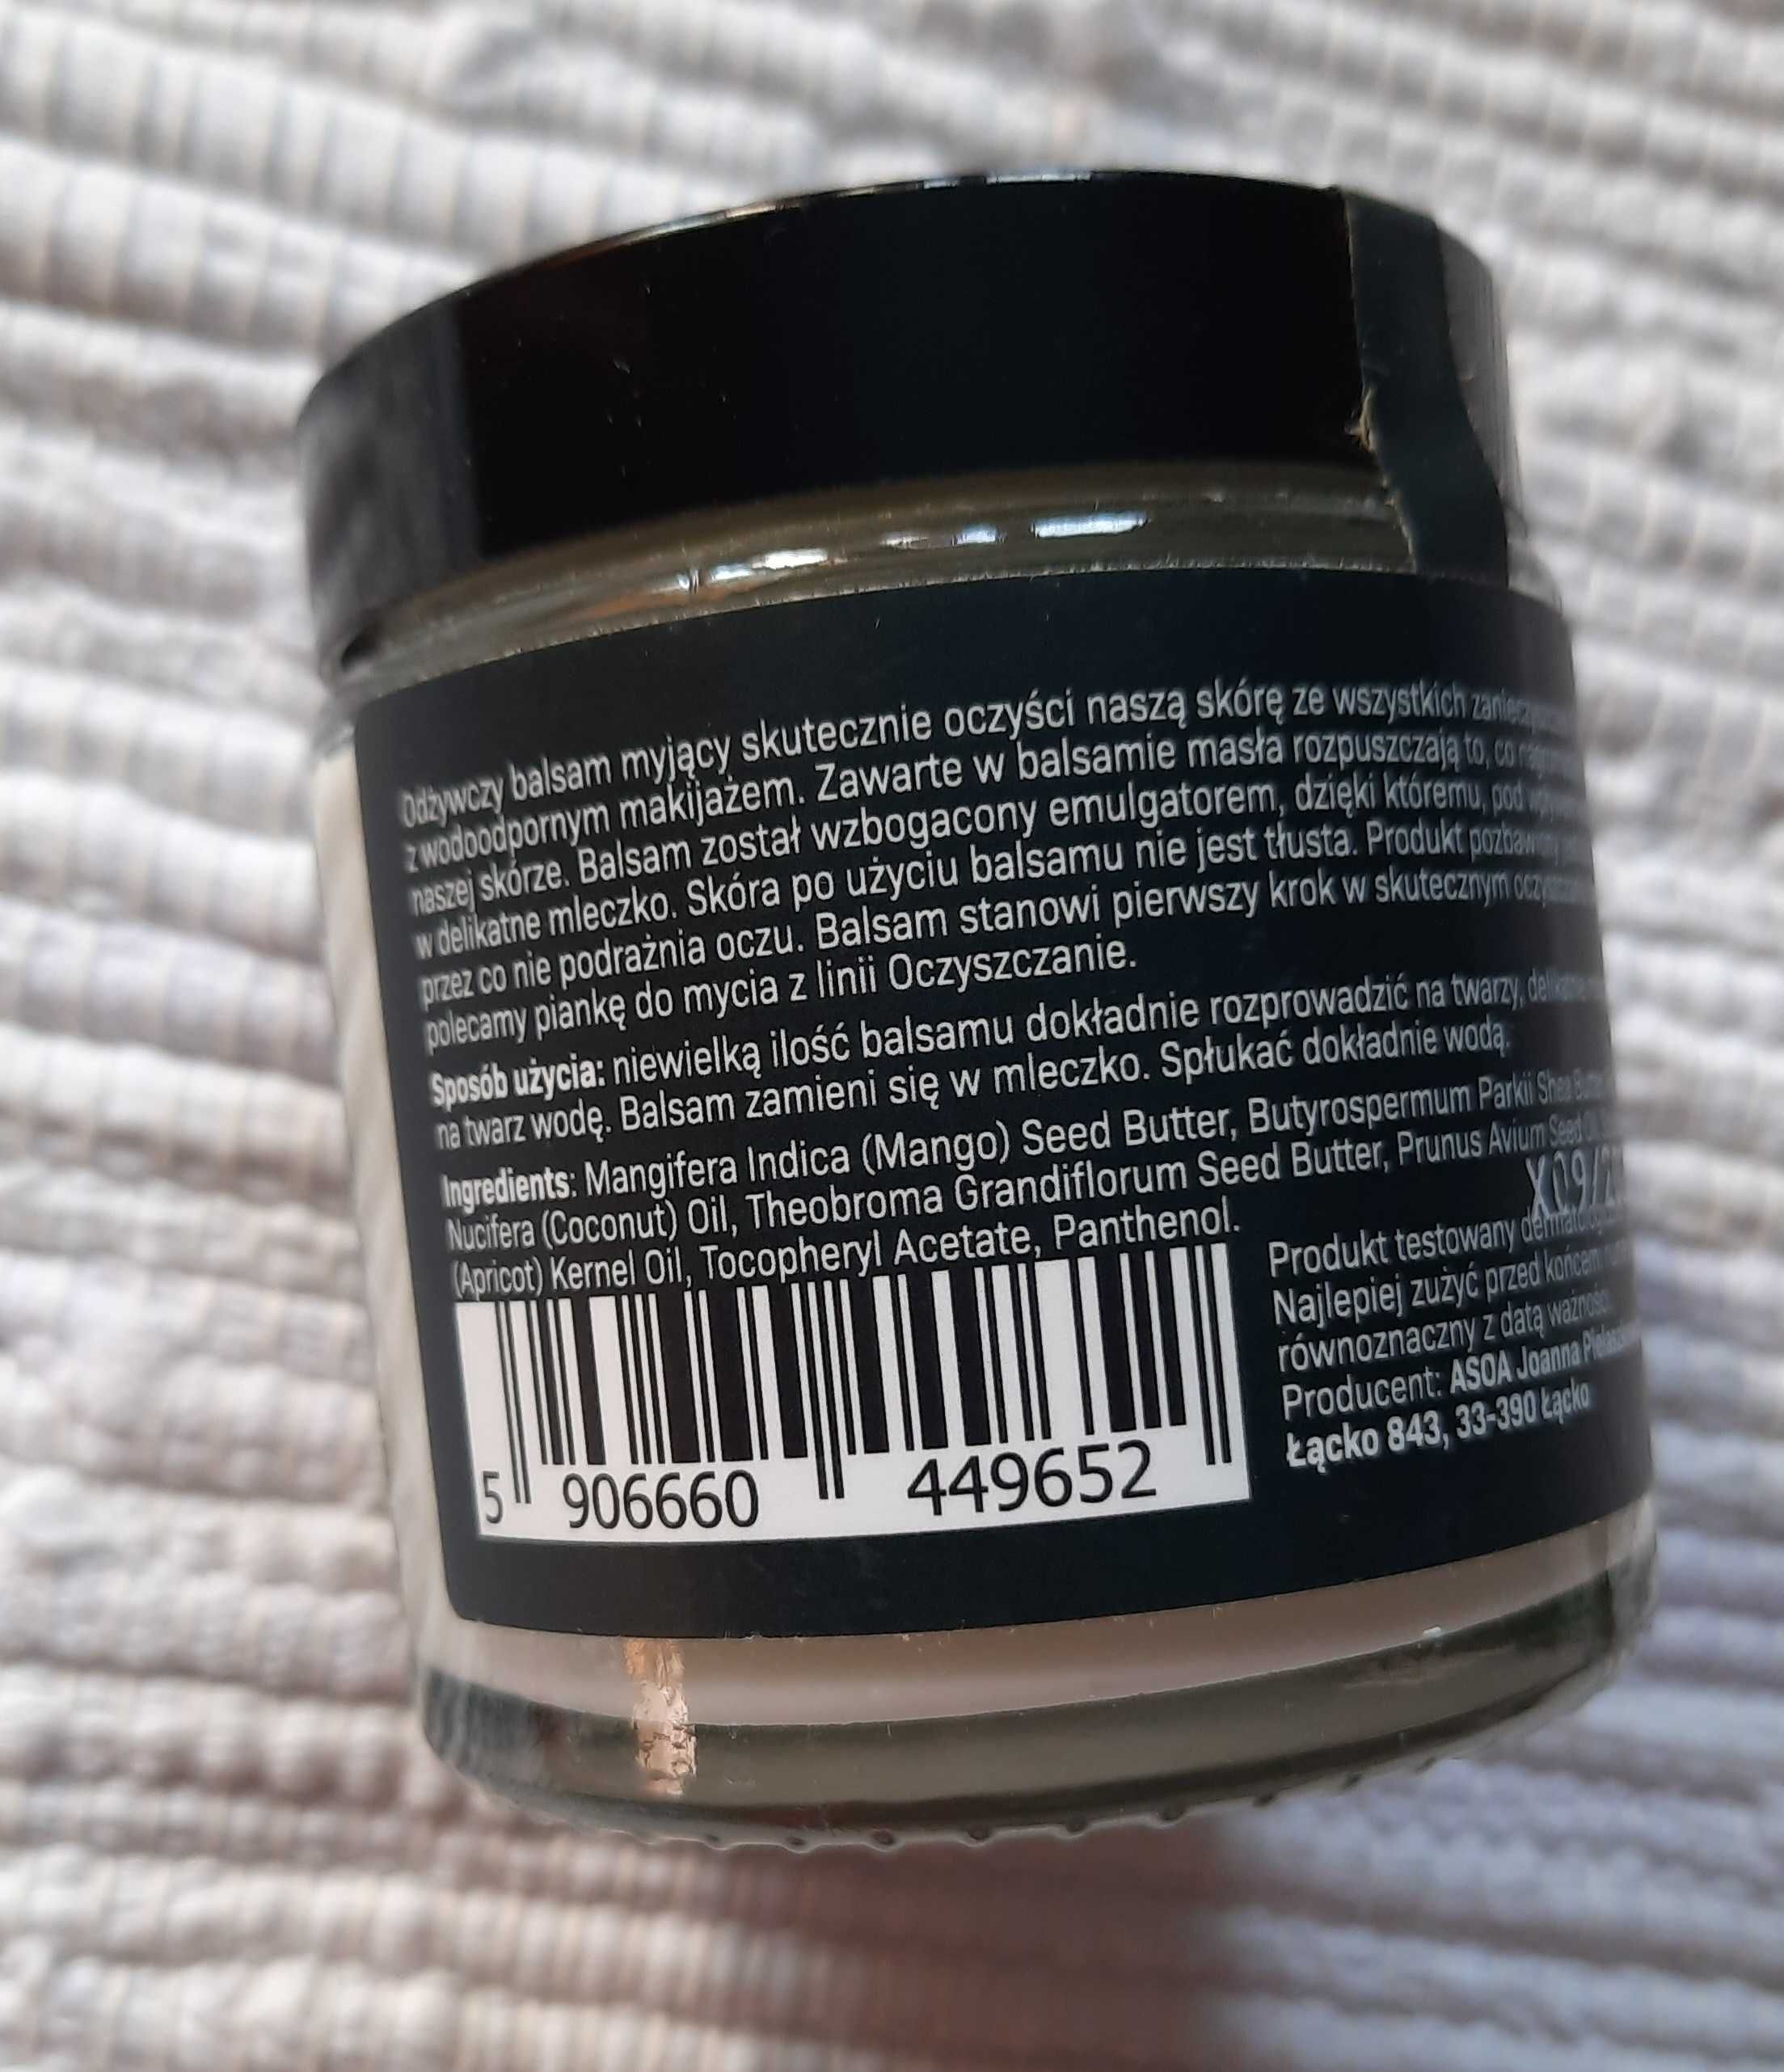 Odżywczy balsam myjący skutecznie oczyści naszą skórę ze wszystkich
z wodoodpornym makijażem. Zawarte w balsamie masła rozpuszczają to, co
naszej skórze. Balsam został wzbogacony emulgatorem, dzięki któremu, pod
w delikatne mleczko. Skóra po użyciu balsamu nie jest tłusta. Produkt
przez co nie podrażnia oczu. Balsam stanowi pierwszy krok w skutecznym
polecamy piankę do mycia z linii Oczyszczanie.
Sposób użycia: niewielką ilość balsamu dokładnie rozprowadzić na twarzy,
na twarz wodę. Balsam zamieni się w mleczko. Spłukać dokładnie wodą.
Ingredients: Mangifera Indica (Mango) Seed Butter, Butyrospermum Parkii Shea
Nucifera (Coconut) Oil, Theobroma Grandiflorum Seed Butter, Prunus Avium Seed
(Apricot) Kernel Oil, Tocopheryl Acetate, Panthenol.
5 906660 449652
Produkt testowany
Najlepiej zużyć przed końcem
równoznaczny z datą ważności.
Producent: ASOA Joanna
Łącko 843, 33-390 Łącko